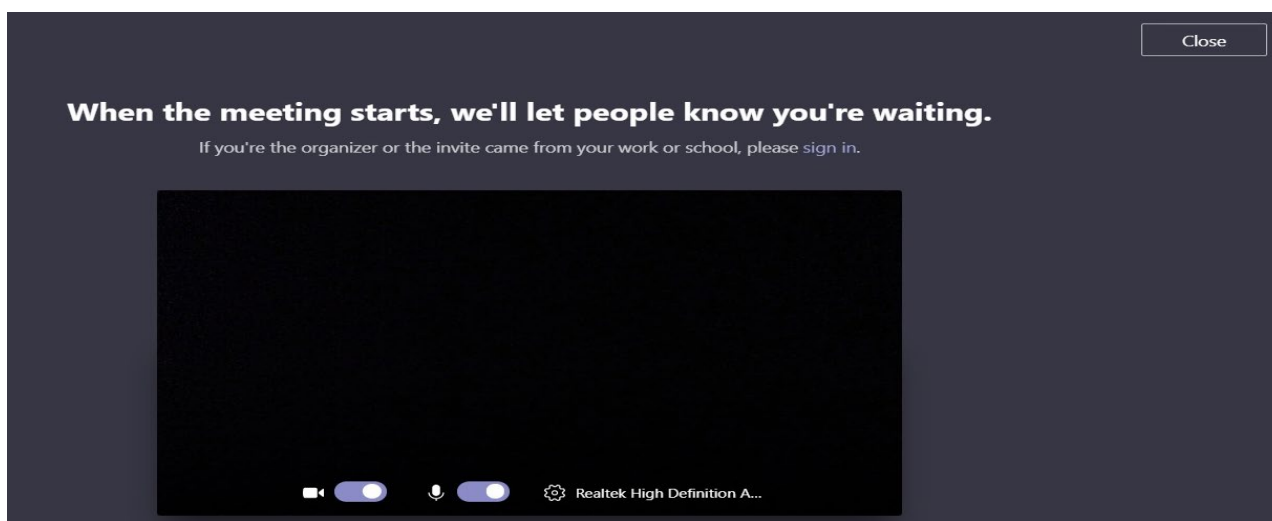 Close
When the meeting starts, we'll let people know you're waiting.
If you're the organizer or the invite came from your work or school, please sign in.
Realtek High Definition A...